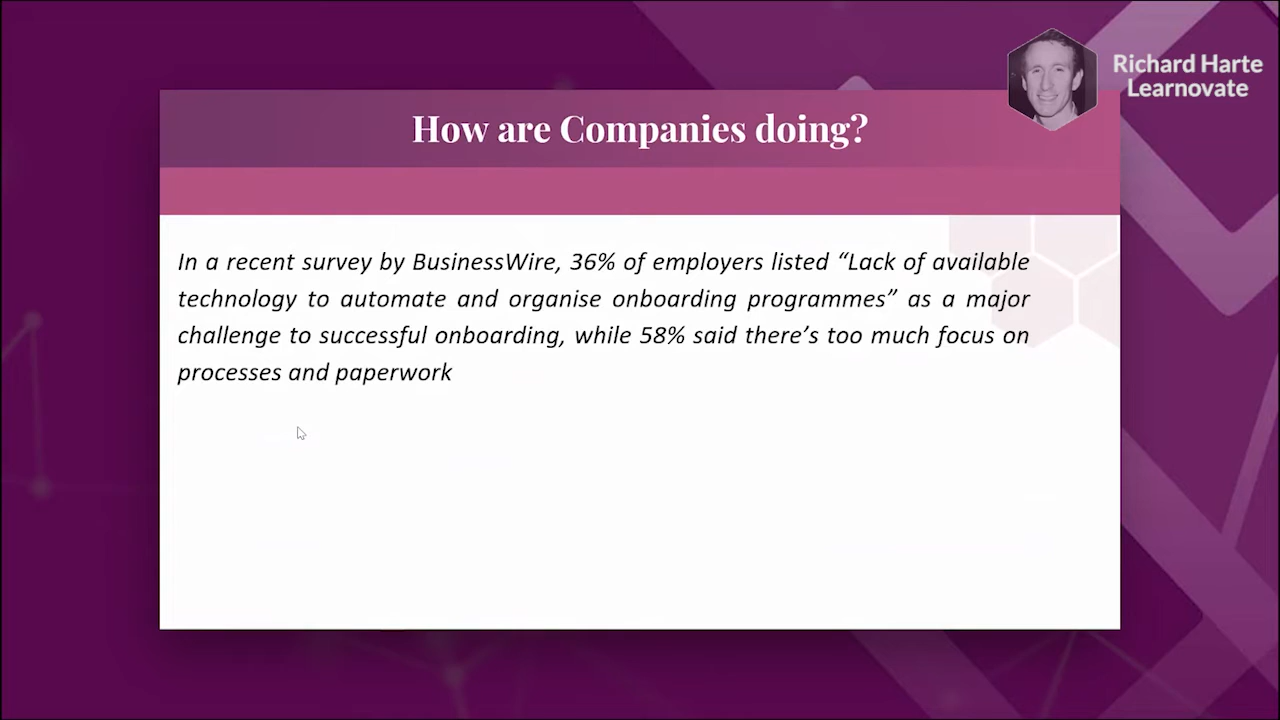 Richard Harte
Learnovate
How are Companies doing?
In a recent survey by BusinessWire, 36% of employers listed “Lack of available
technology to automate and organise onboarding programmes” as a major
challenge to successful onboarding, while 58% said there’s too much focus on
processes and paperwork